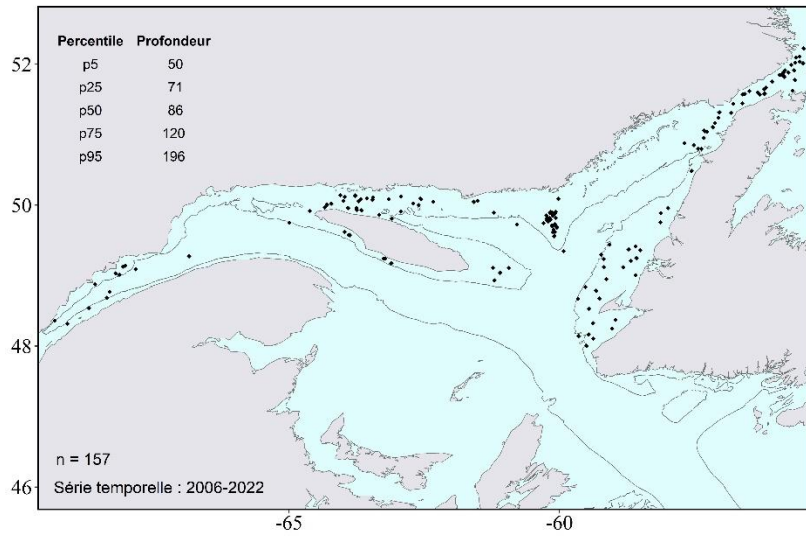 Percentile Profondeur
p5 50
p25 71
p50 86
p75 120
p95 196
52
50
48
46
n = 157
Série temporelle : 2006-2022
-65 -60